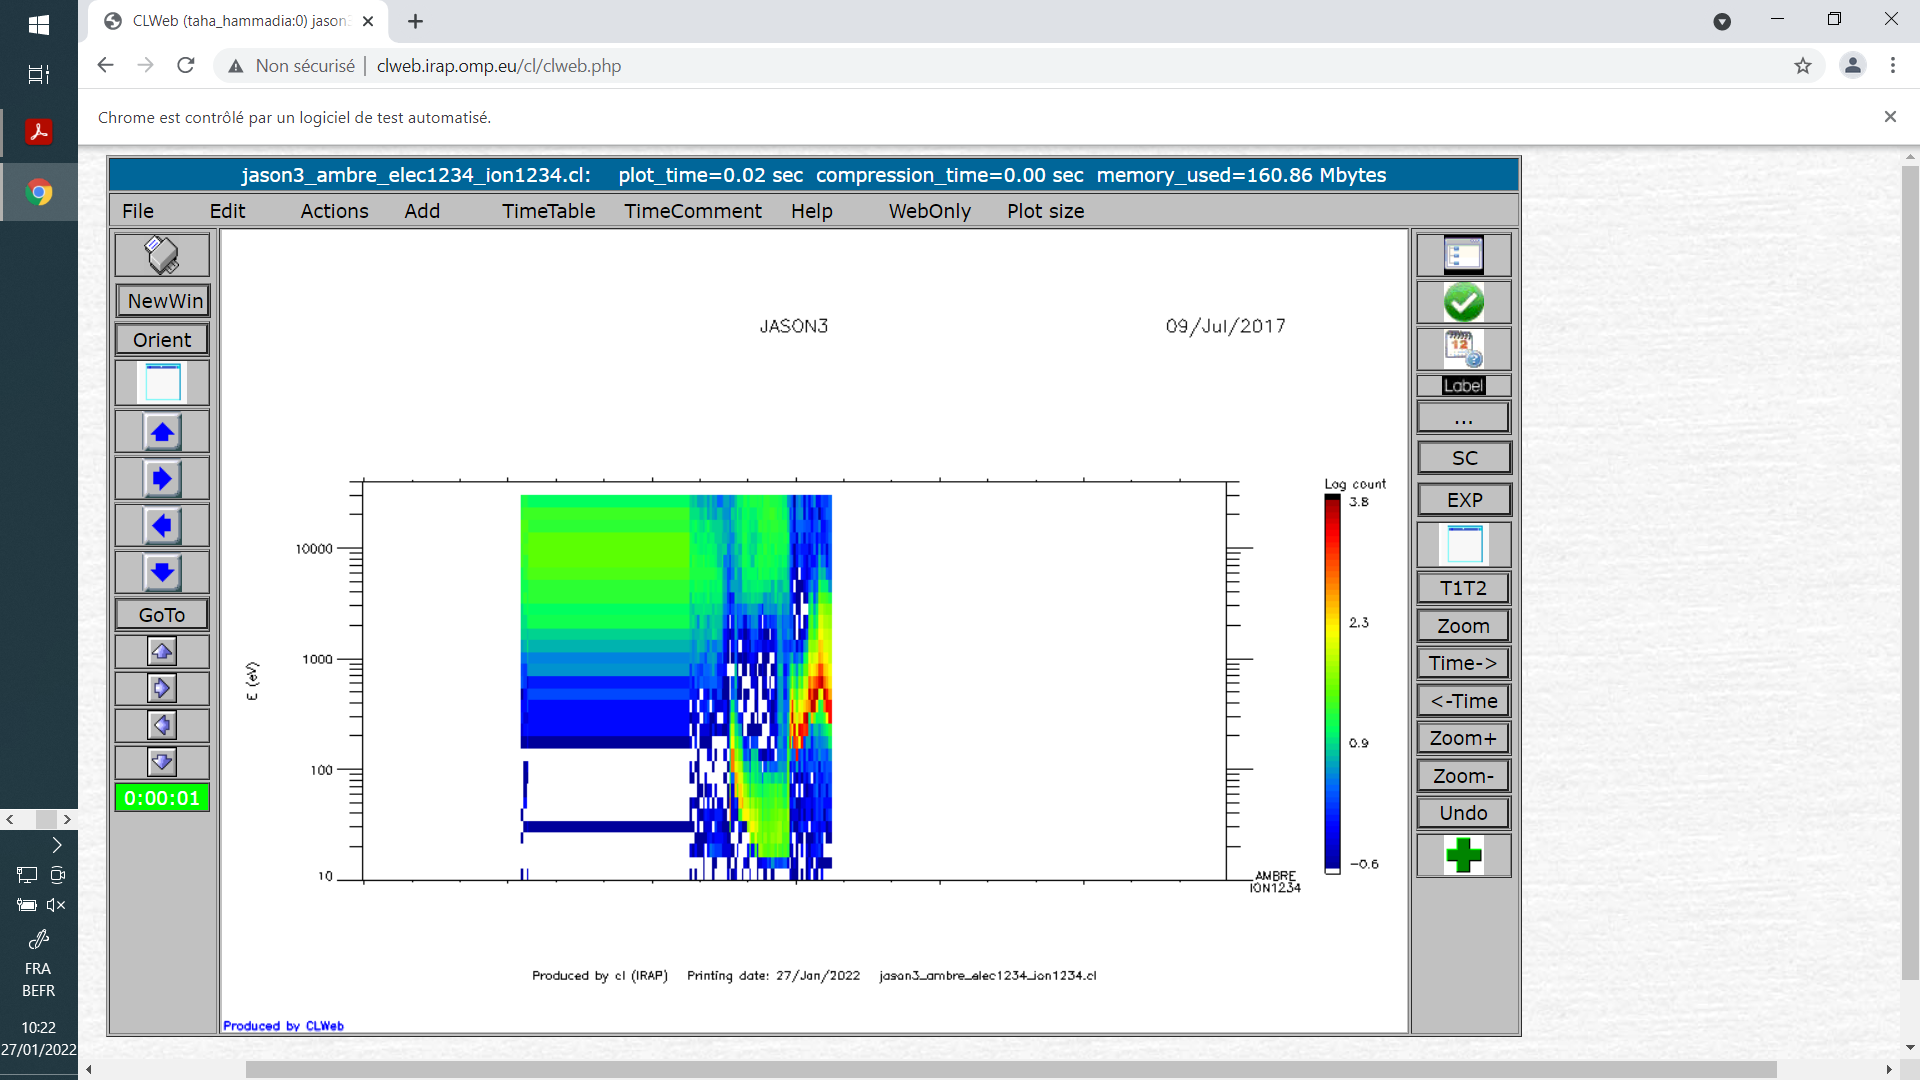 CLWeb (taha_hammadia:0) jason3
Non sécurisé | clweb.irap.omp.eu/cl/clweb.php
Chrome est contrôlé par un logiciel de test automatisé.
jason3_ambre_elec1234_ion1234.cl: plot_time=0.02 sec compression_time=0.00 sec memory_used=160.86 Mbytes
File Edit Actions Add TimeTable TimeComment Help WebOnly Plot size
NewWin
Orient
GoTo
0:00:01
JASON3
09/Jul/2017
E (eV)
10000
1000
100
10
Log count
3.8
2.3
0.9
−0.6
AMBRE
ION1234
Produced by cl (IRAP) Printing date: 27/Jan/2022 jason3_ambre_elec1234_ion1234.cl
Produced by CLWeb
12
Label
...
SC
EXP
T1T2
Zoom
Time->
<-Time
Zoom+
Zoom-
Undo
FRA
BEFR
10:22
27/01/2022